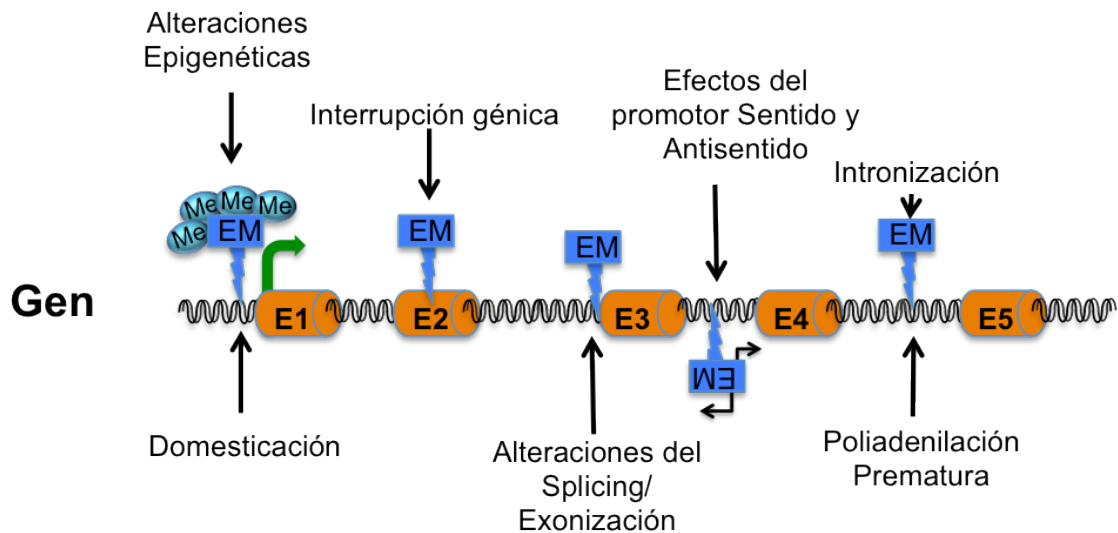 Alteraciones
Epigenéticas
Interrupción génica
Efectos del
promotor Sentido y
Antisentido
Intronización
Me Me Me Me
EM
EM
EM
EM
Gen
E1
E2
E3
E4
E5
EM
Domesticación
Alteraciones del
Splicing/
Exonización
Poliadenilación
Prematura